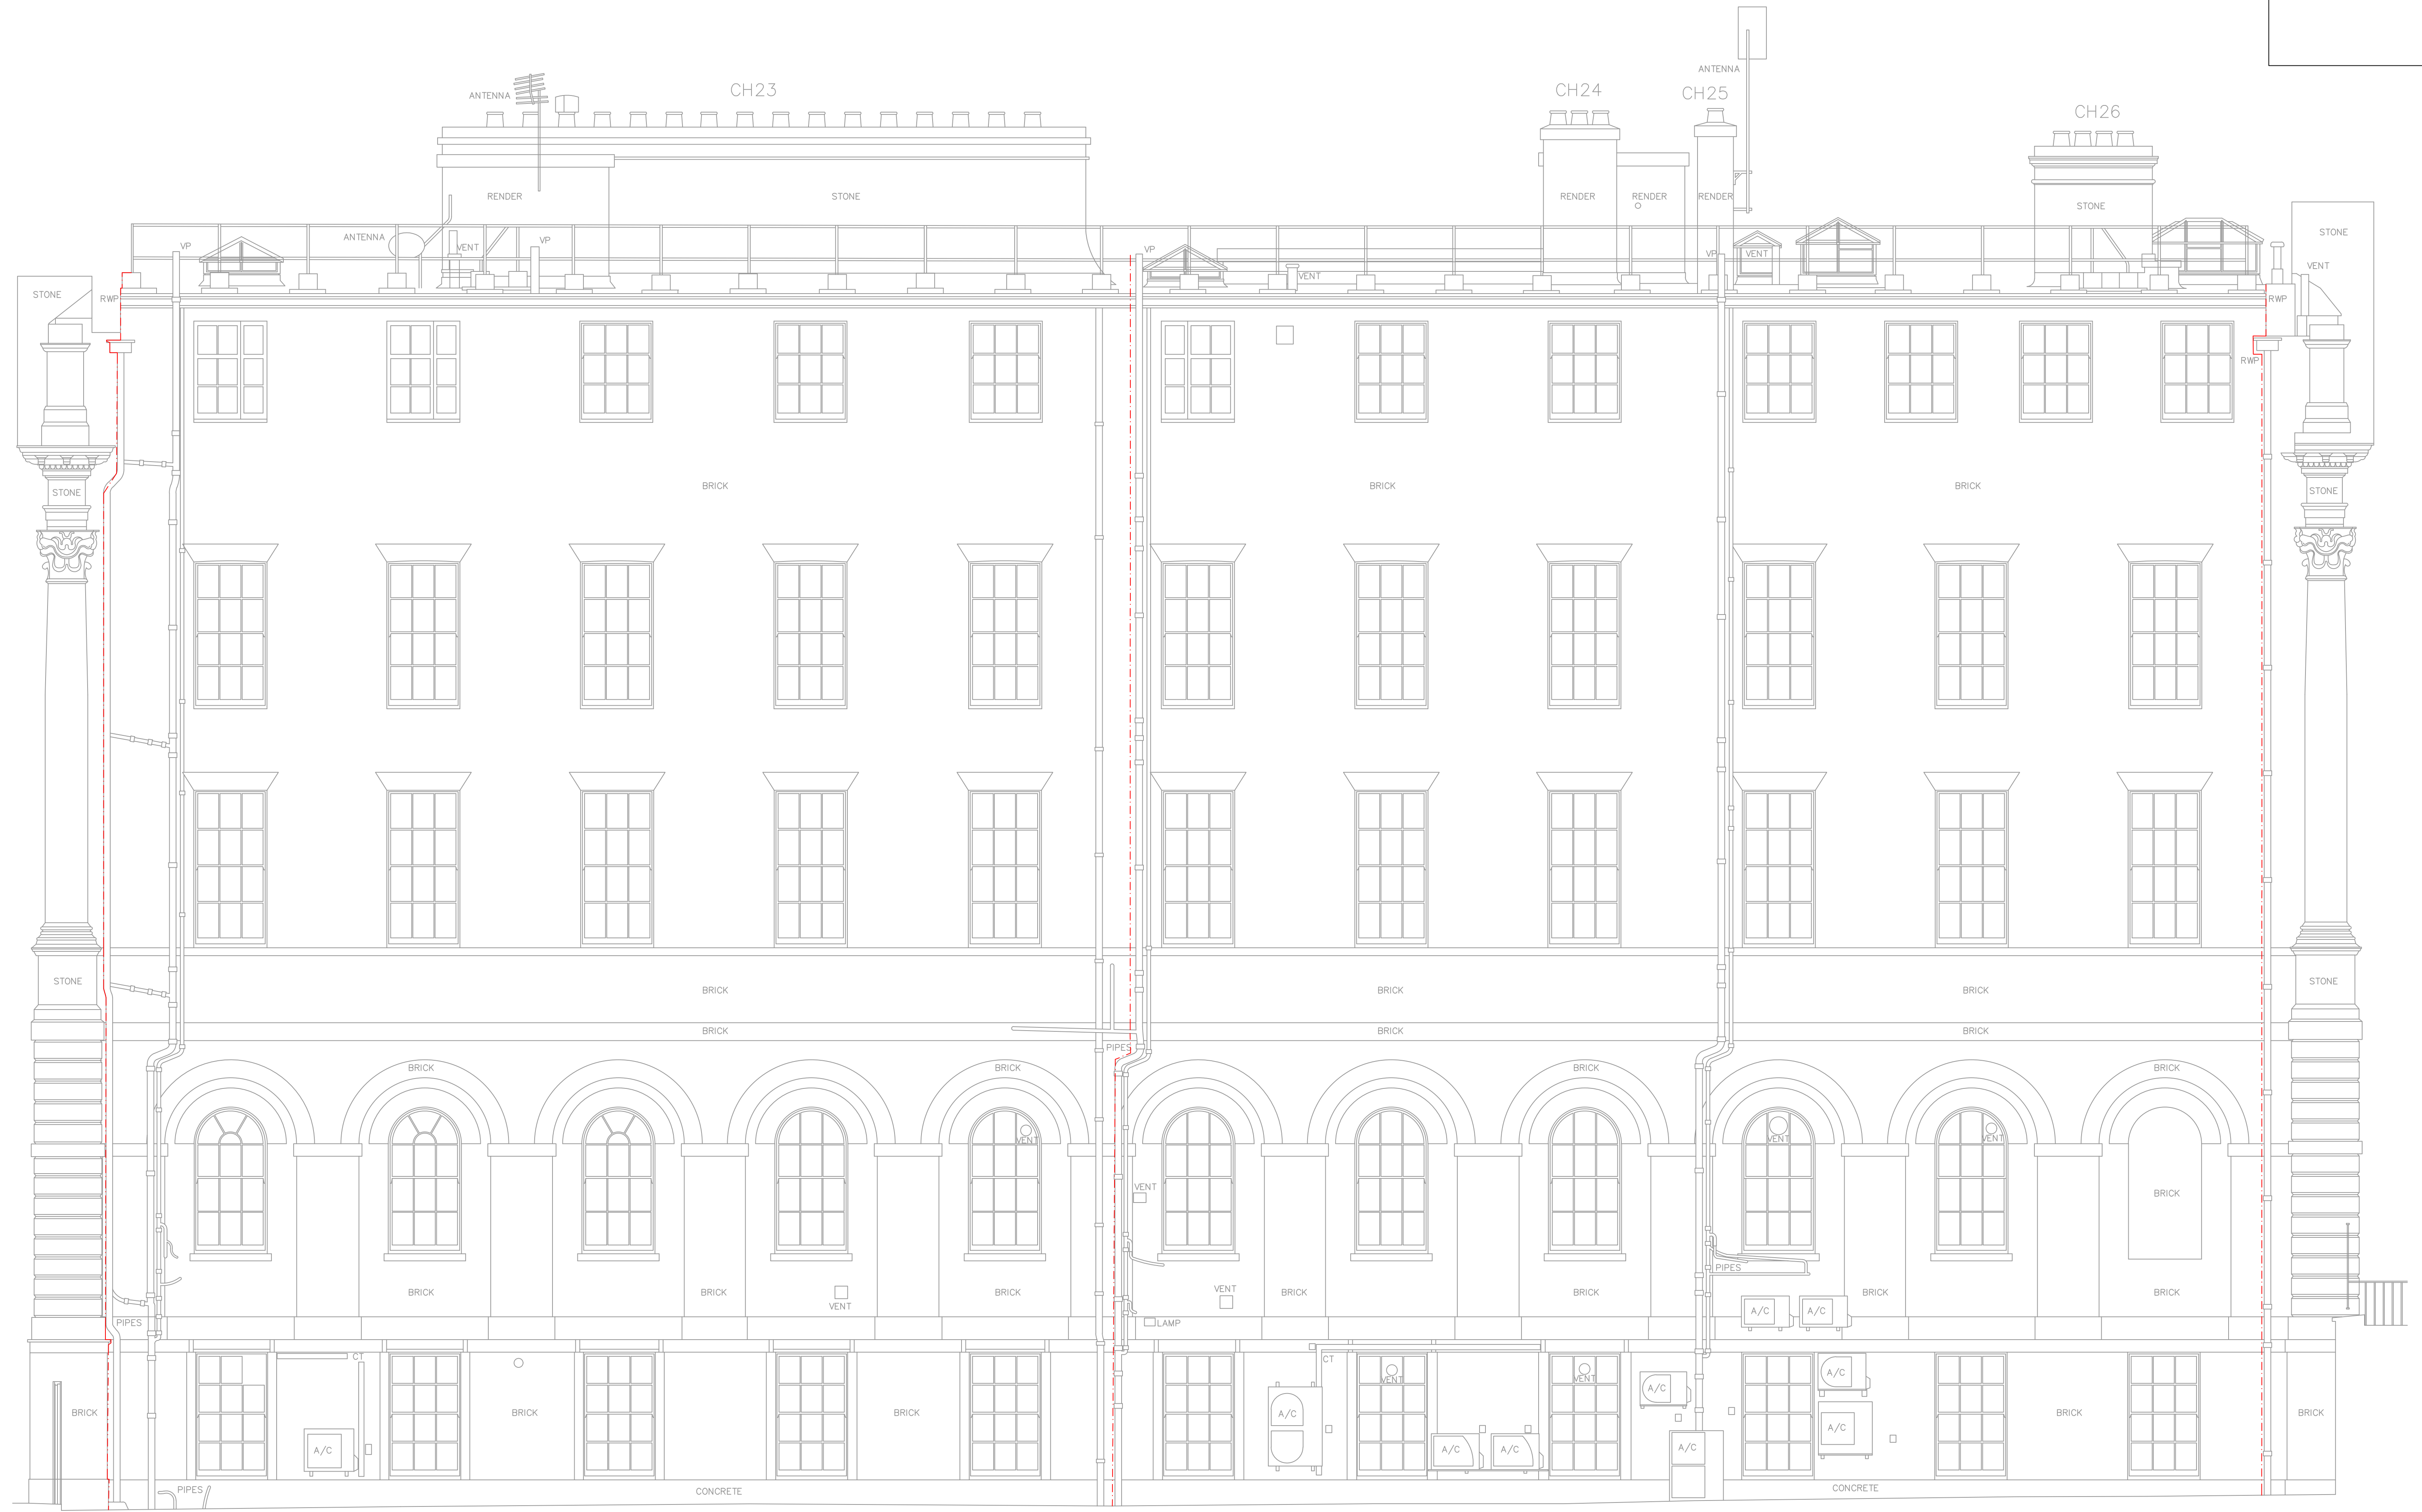 ANTENNA
CH23
CH24
CH25
ANTENNA
CH26
RENDER
STONE
RENDER
RENDER
RENDER
STONE
STONE
ANTENNA
VP
VENT
VP
VP
VP
VENT
VENT
VENT
STONE
RWP
RWP
RWP
STONE
BRICK
BRICK
BRICK
STONE
STONE
STONE
BRICK
BRICK
BRICK
BRICK
BRICK
BRICK
PIPES
BRICK
BRICK
BRICK
BRICK
VENT
VENT
VENT
VENT
BRICK
PIPES
VENT
BRICK
BRICK
VENT
BRICK
BRICK
BRICK
BRICK
BRICK
PIPES
LAMP
A/C
A/C
CT
CT
VENT
VENT
A/C
A/C
BRICK
BRICK
BRICK
A/C
BRICK
BRICK
A/C
A/C
A/C
A/C
A/C
PIPES
CONCRETE
CONCRETE